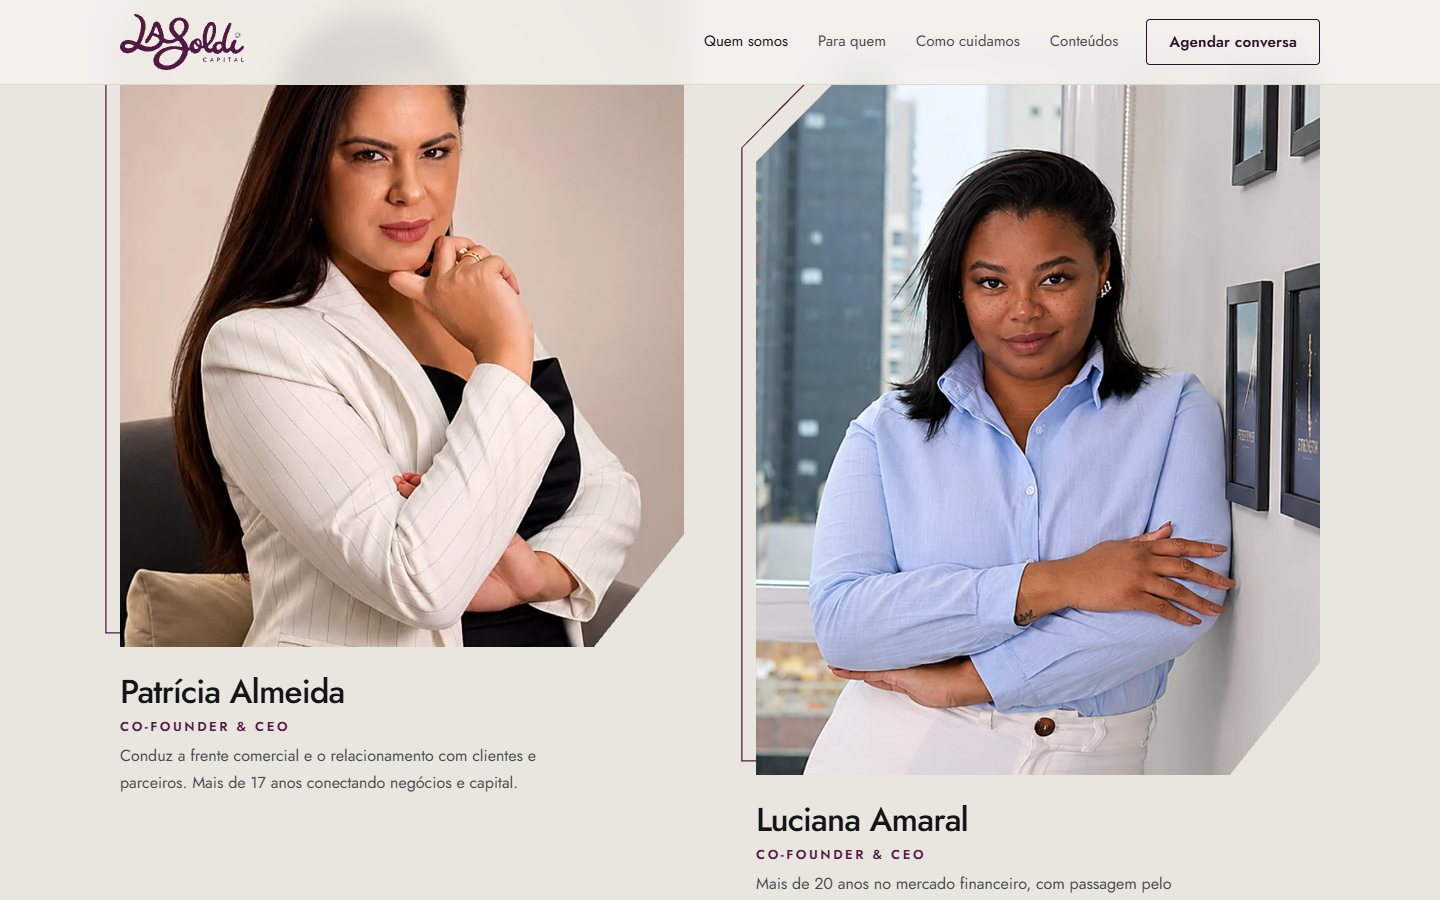 LASoldi
CAPITAL
Quem somos
Para quem
Como cuidamos
Conteúdos
Agendar conversa
Patrícia Almeida
CO-FOUNDER & CEO
Conduz a frente comercial e o relacionamento com clientes e
parceiros. Mais de 17 anos conectando negócios e capital.
Luciana Amaral
CO-FOUNDER & CEO
Mais de 20 anos no mercado financeiro, com passagem pelo